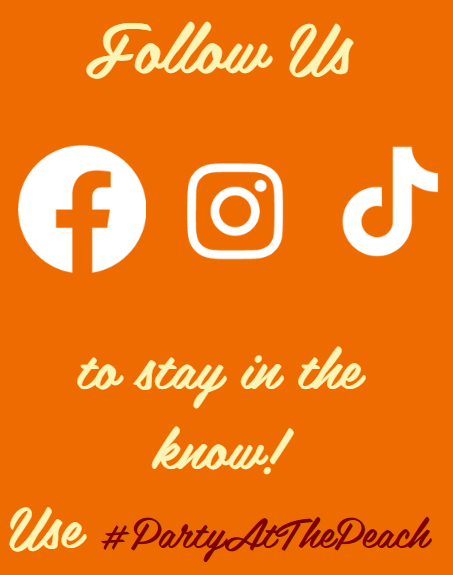 Follow Us
to stay in the
know!
Use #PartyAtThePeach